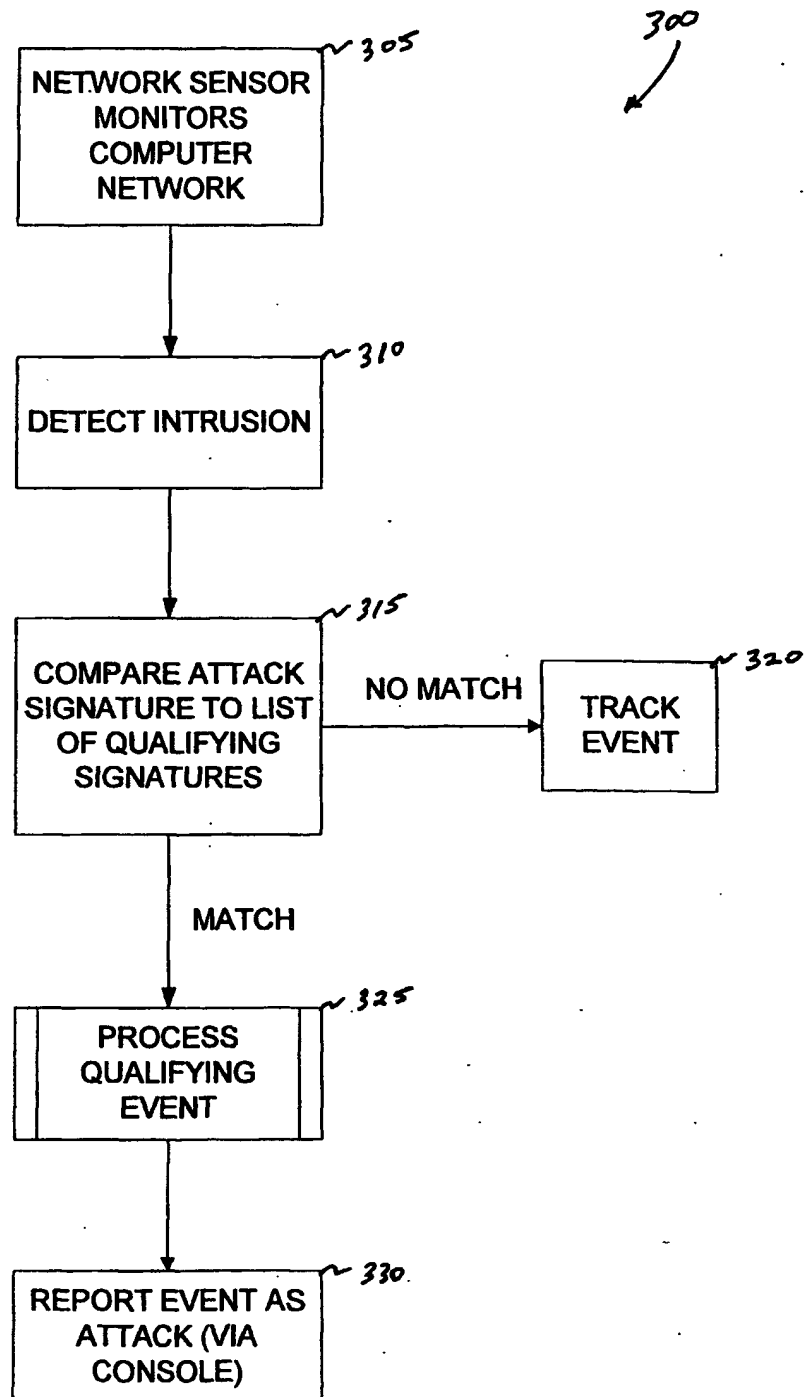 300
305
NETWORK SENSOR
MONITORS
COMPUTER
NETWORK
310
DETECT INTRUSION
315
COMPARE ATTACK
SIGNATURE TO LIST
OF QUALIFYING
SIGNATURES
NO MATCH
320
TRACK
EVENT
MATCH
325
PROCESS
QUALIFYING
EVENT
330
REPORT EVENT AS
ATTACK (VIA
CONSOLE)